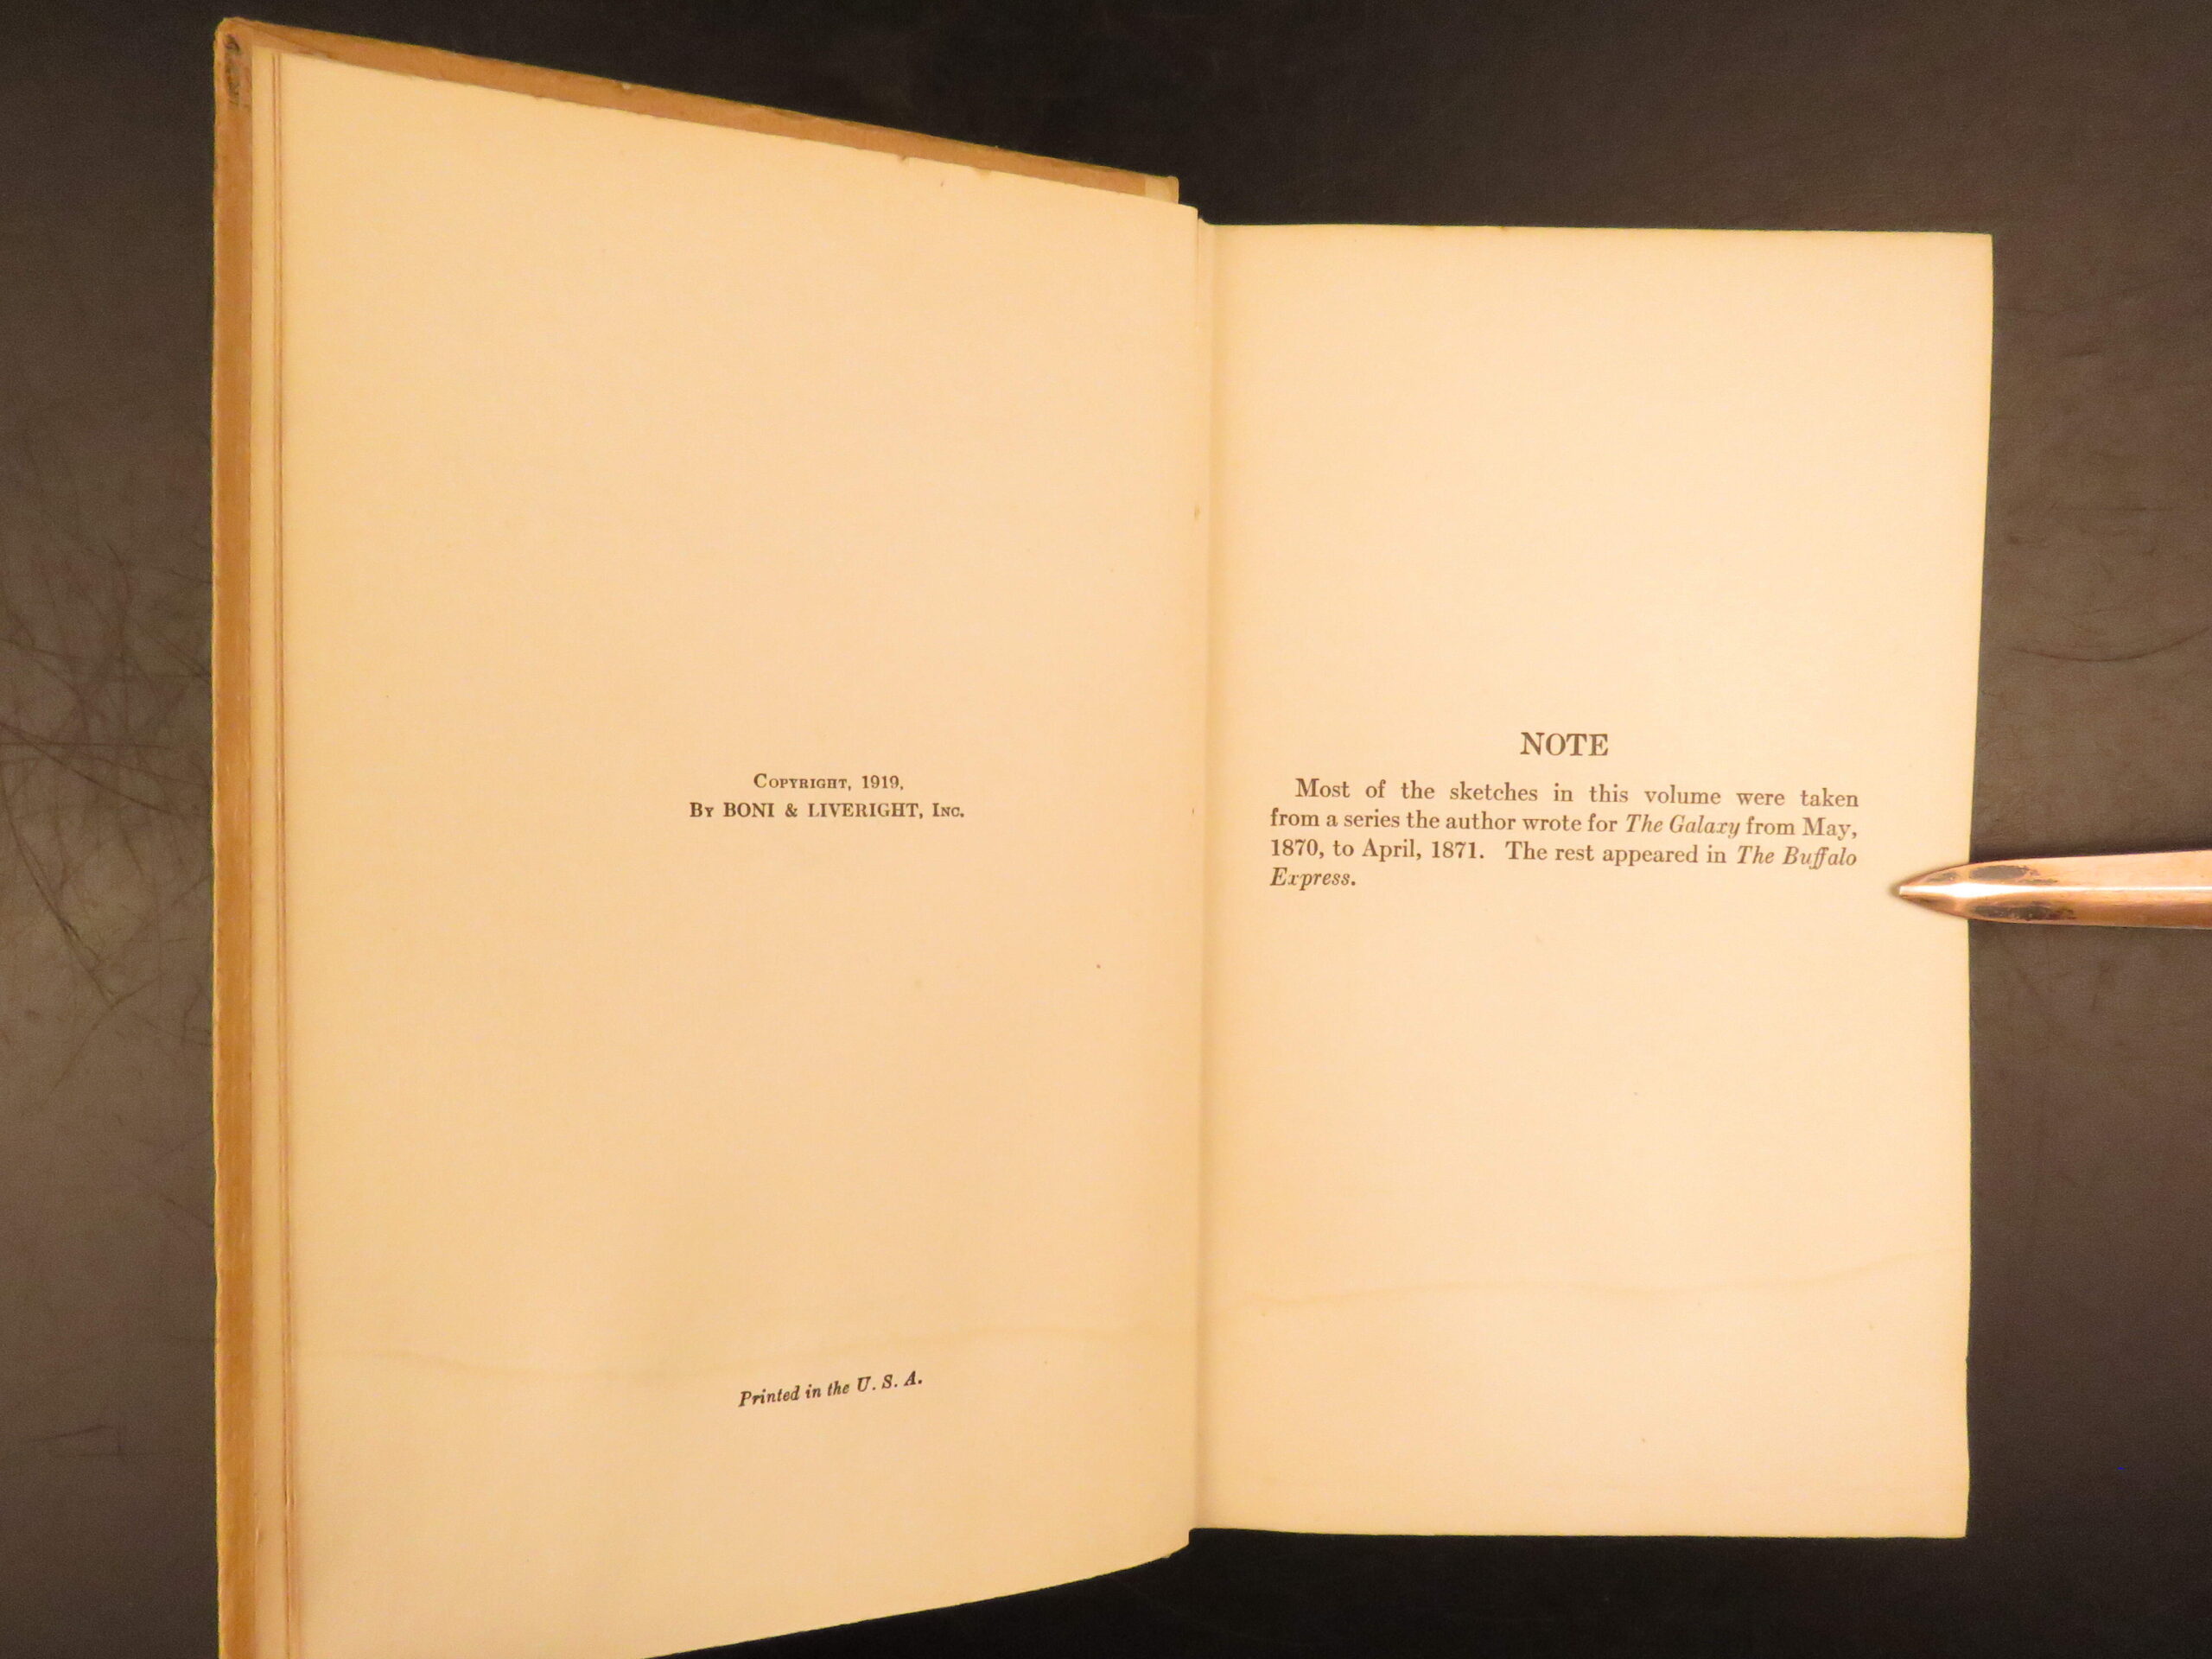 Copyright, 1919,
By BONI & LIVERIGHT, Inc.
Printed in the U. S. A.
NOTE
Most of the sketches in this volume were taken
from a series the author wrote for The Galaxy from May,
1870, to April, 1871. The rest appeared in The Buffalo
Express.